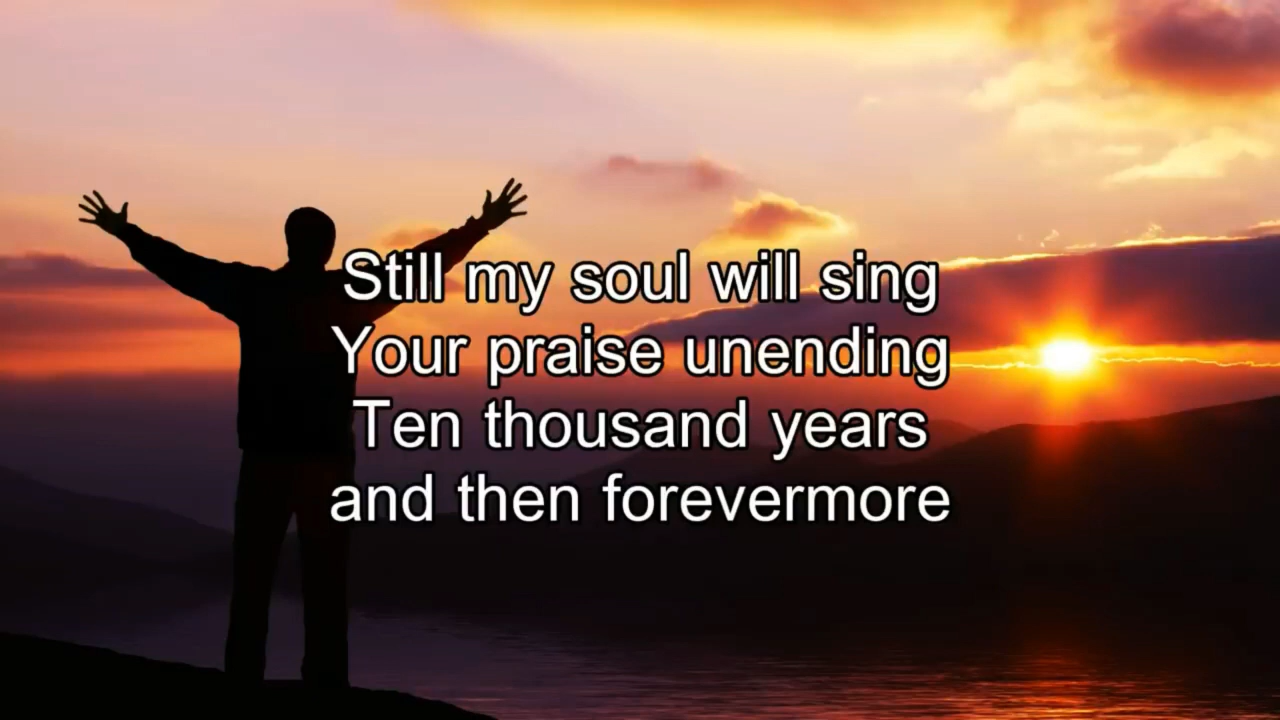 Still my soul will sing
Your praise unending
Ten thousand years
and then forevermore